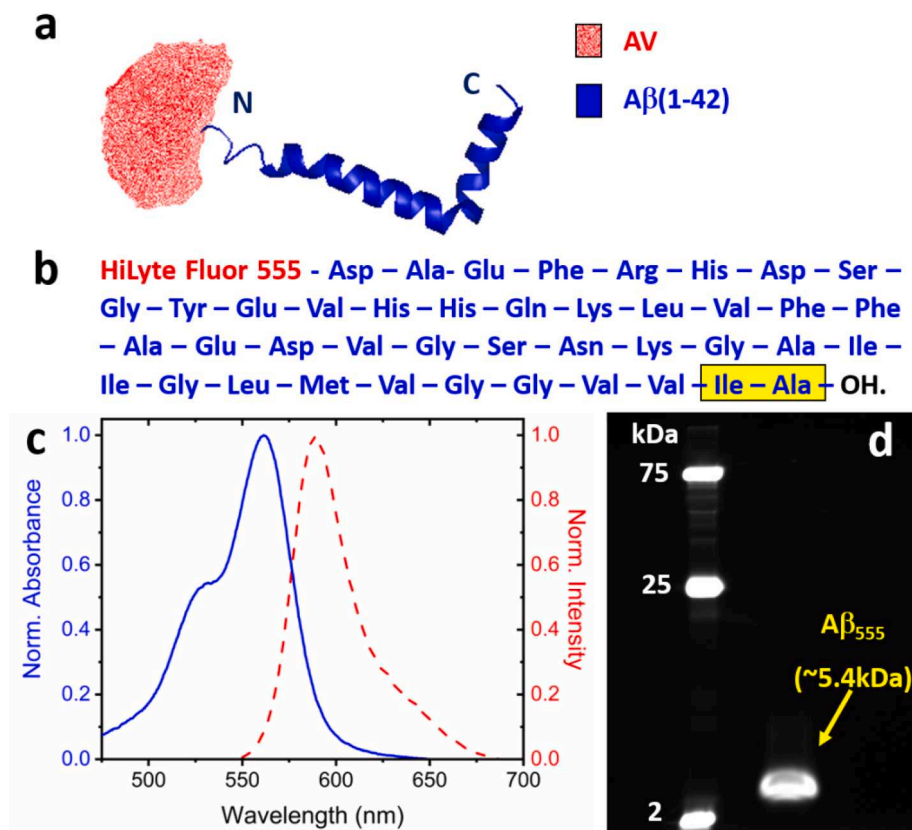 a
AV
N
C
Aβ(1-42)
b
HiLyte Fluor 555 - Asp – Ala- Glu – Phe – Arg – His – Asp – Ser –
Gly – Tyr – Glu – Val – His – His – Gln – Lys – Leu – Val – Phe – Phe
– Ala – Glu – Asp – Val – Gly – Ser – Asn – Lys – Gly – Ala – Ile –
Ile – Gly – Leu – Met – Val – Gly – Gly – Val – Val – Ile – Ala – OH.
c
1.0
0.8
0.6
0.4
0.2
0.0
Norm. Absorbance
1.0
0.8
0.6
0.4
0.2
0.0
Norm. Intensity
500 550 600 650 700
Wavelength (nm)
d
kDa
75
25
2
Aβ₅₅₅
(~5.4kDa)